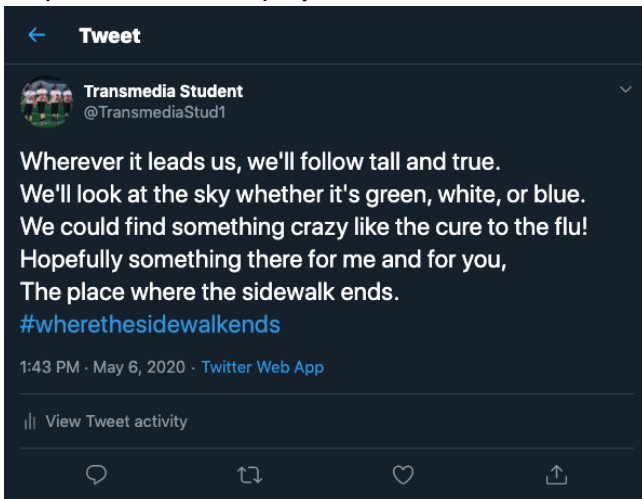 Tweet
Transmedia Student
@TransmediaStud1
Wherever it leads us, we'll follow tall and true.
We'll look at the sky whether it's green, white, or blue.
We could find something crazy like the cure to the flu!
Hopefully something there for me and for you,
The place where the sidewalk ends.
#wherethesidewalkends
1:43 PM · May 6, 2020 · Twitter Web App
View Tweet activity